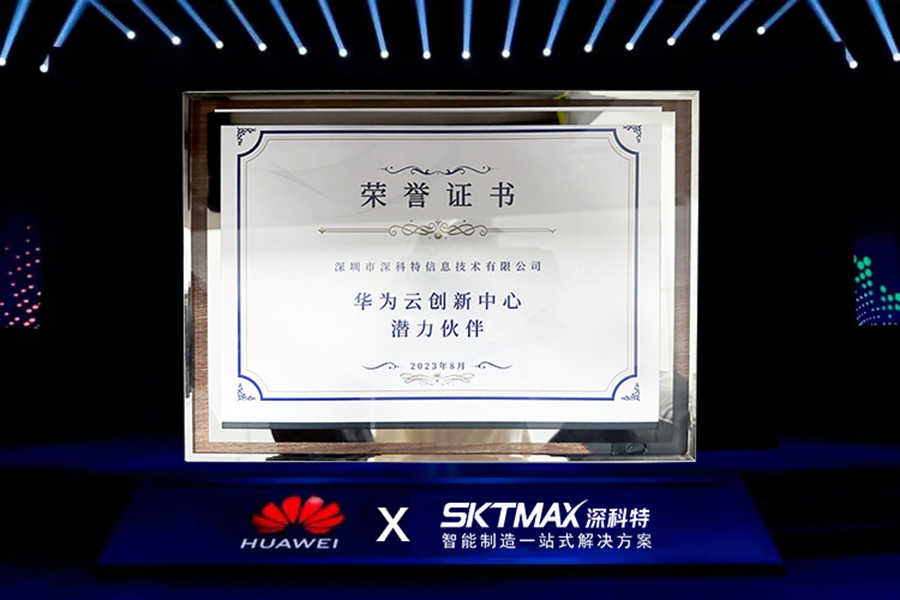 荣誉证书
深圳市深科特信息技术有限公司
华为云创新中心
潜力伙伴
2023年8月
HUAWEI X SKTMAX深科特
智能制造一站式解决方案